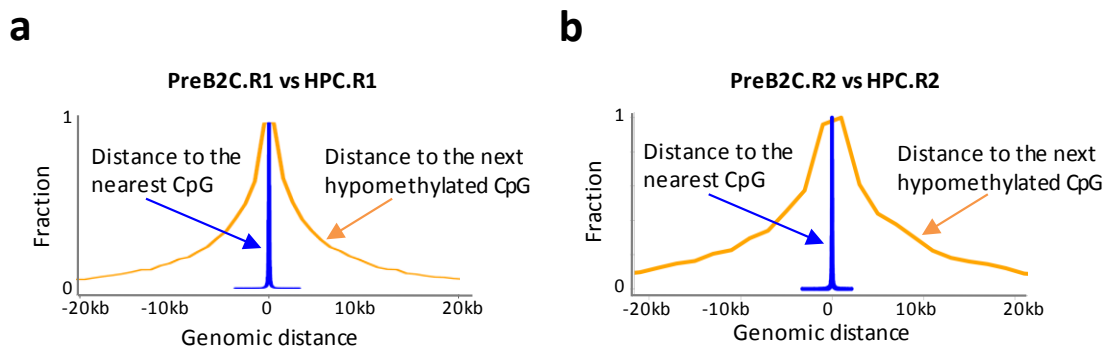 a
PreB2C.R1 vs HPC.R1
1
Distance to the
nearest CpG
Distance to the next
hypomethylated CpG
Fraction
0
-20kb -10kb 0 10kb 20kb
Genomic distance
b
PreB2C.R2 vs HPC.R2
1
Distance to the
nearest CpG
Distance to the next
hypomethylated CpG
Fraction
0
-20kb -10kb 0 10kb 20kb
Genomic distance